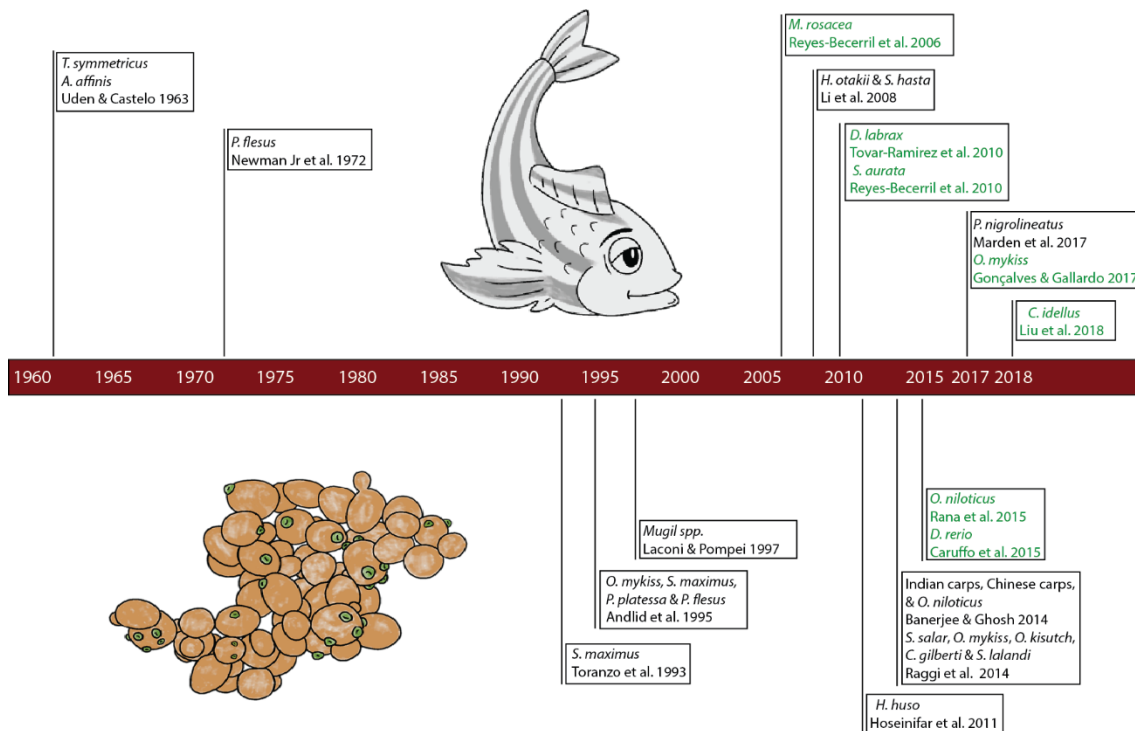 T. symmetricus
A. affinis
Uden & Castelo 1963
P. flesus
Newman Jr et al. 1972
M. rosacea
Reyes-Becerril et al. 2006
H. otakii & S. hasta
Li et al. 2008
D. labrax
Tovar-Ramirez et al. 2010
S. aurata
Reyes-Becerril et al. 2010
P. nigrolineatus
Marden et al. 2017
O. mykiss
Gonçalves & Gallardo 2017
C. idellus
Liu et al. 2018
1960 1965 1970 1975 1980 1985 1990 1995 2000 2005 2010 2015 2017 2018
S. maximus
Toranzo et al. 1993
O. mykiss, S. maximus,
P. platessa & P. flesus
Andlid et al. 1995
Mugil spp.
Laconi & Pompei 1997
H. huso
Hoseinifar et al. 2011
Indian carps, Chinese carps,
& O. niloticus
Banerjee & Ghosh 2014
S. salar, O. mykiss, O. kisutch,
C. gilberti & S. lalandi
Raggi et al. 2014
O. niloticus
Rana et al. 2015
D. rerio
Caruffo et al. 2015